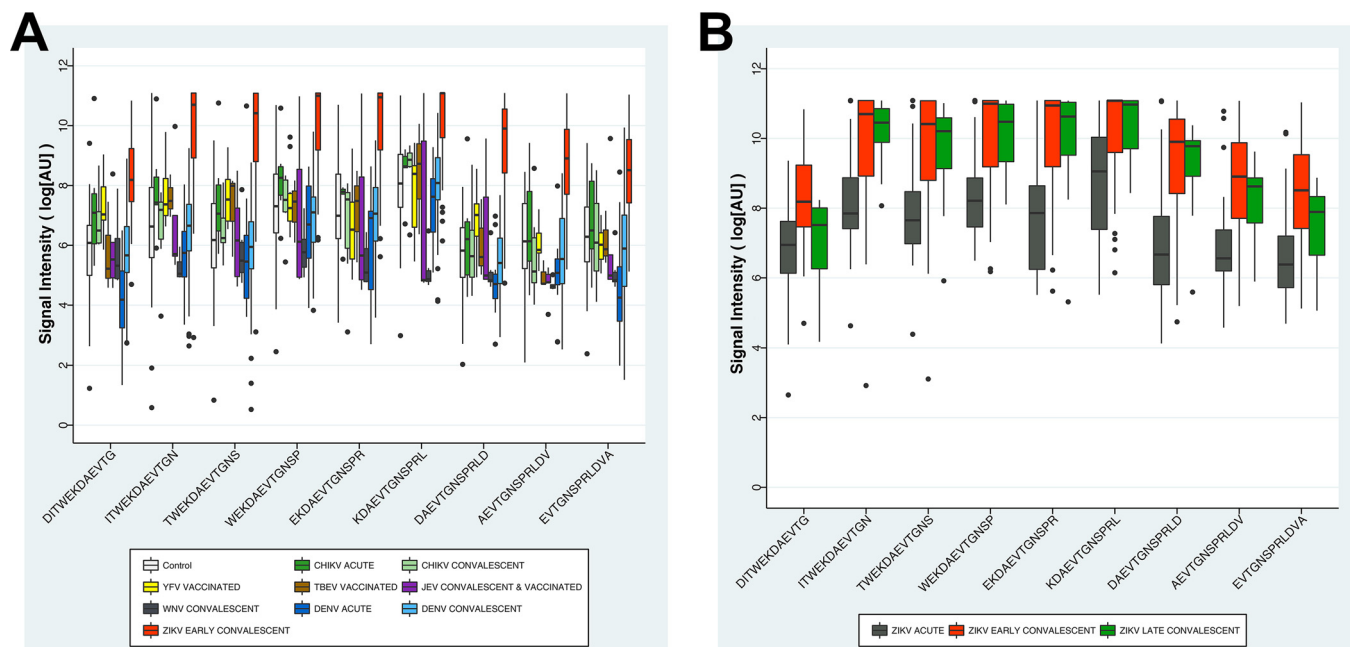 A
Signal Intensity ( log[AU] )
12
10
8
6
4
2
0
DITWEKDAEVTG
ITWEKDAEVTGN
TWEKDAEVTGNS
WEKDAEVTGNSP
EKDAEVTGNSPR
KDAEVTGNSPRL
DAEVTGNSPRLD
AEVTGNSPRLDV
EVTGNSPRLDVA
Control
CHIKV ACUTE
CHIKV CONVALESCENT
YFV VACCINATED
TBEV VACCINATED
JEV CONVALESCENT & VACCINATED
WNV CONVALESCENT
DENV ACUTE
DENV CONVALESCENT
ZIKV EARLY CONVALESCENT
B
Signal Intensity ( log[AU] )
12
10
8
6
4
2
0
DITWEKDAEVTG
ITWEKDAEVTGN
TWEKDAEVTGNS
WEKDAEVTGNSP
EKDAEVTGNSPR
KDAEVTGNSPRL
DAEVTGNSPRLD
AEVTGNSPRLDV
EVTGNSPRLDVA
ZIKV ACUTE
ZIKV EARLY CONVALESCENT
ZIKV LATE CONVALESCENT